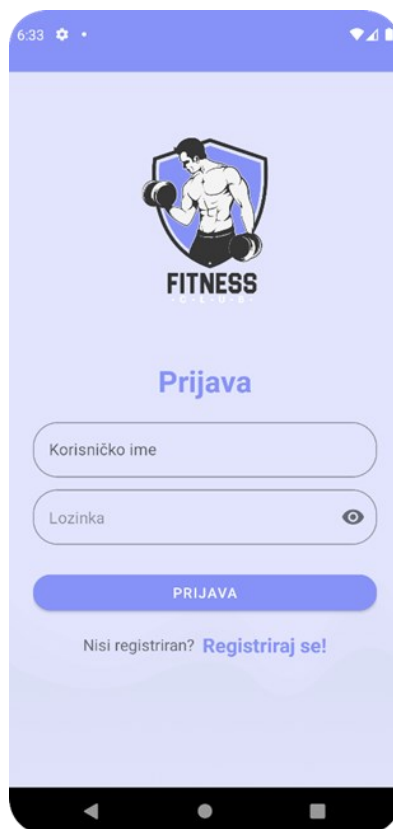 6:33
FITNESS
·C·L·U·B·
Prijava
Korisničko ime
Lozinka
PRIJAVA
Nisi registriran? Registriraj se!